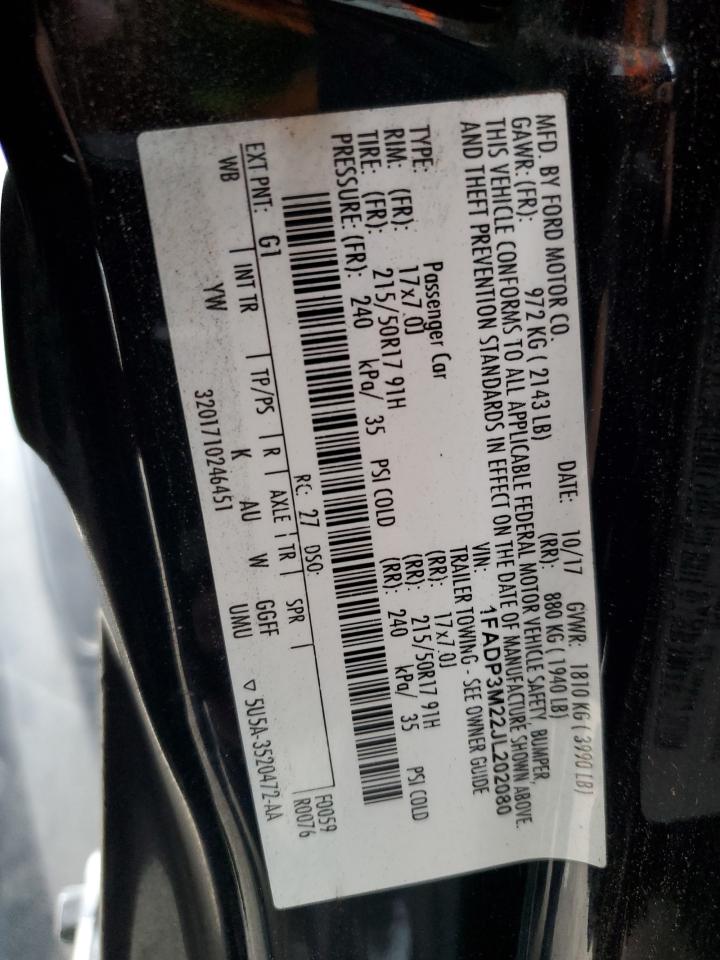 MFD. BY FORD MOTOR CO. DATE: 10/17 GVWR: 1810 KG ( 3990 LB)
GAWR: (FR): 972 KG ( 2143 LB) (RR): 880 KG ( 1940 LB)
THIS VEHICLE CONFORMS TO ALL APPLICABLE FEDERAL MOTOR VEHICLE SAFETY, BUMPER,
AND THEFT PREVENTION STANDARDS IN EFFECT ON THE DATE OF MANUFACTURE SHOWN ABOVE.
VIN: 1FADP3M22JL202080
TYPE: Passenger Car TRAILER TOWING - SEE OWNER GUIDE
RIM: (FR): 17x7.0J (RR): 17x7.0J
TIRE: (FR): 215/50R17 91H (RR): 215/50R17 91H
PRESSURE: (FR): 240 kPa/ 35 PSI COLD (RR): 240 kPa/ 35 PSI COLD
RC: 27 DSO: F0059
EXT PNT: G1 R0076
WB INT TR TP/PS R AXLE TR SPR
YW K AU W GGFF
UMU
3201710246451 ▽ 5U5A-3520472-AA